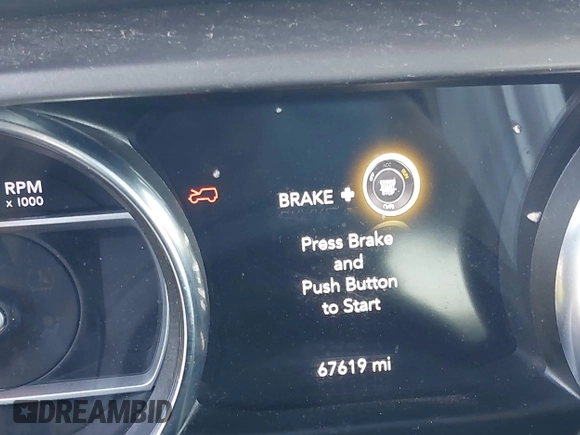 RPM
x 1000
BRAKE +
Press Brake
and
Push Button
to Start
67619 mi
DREAMBID